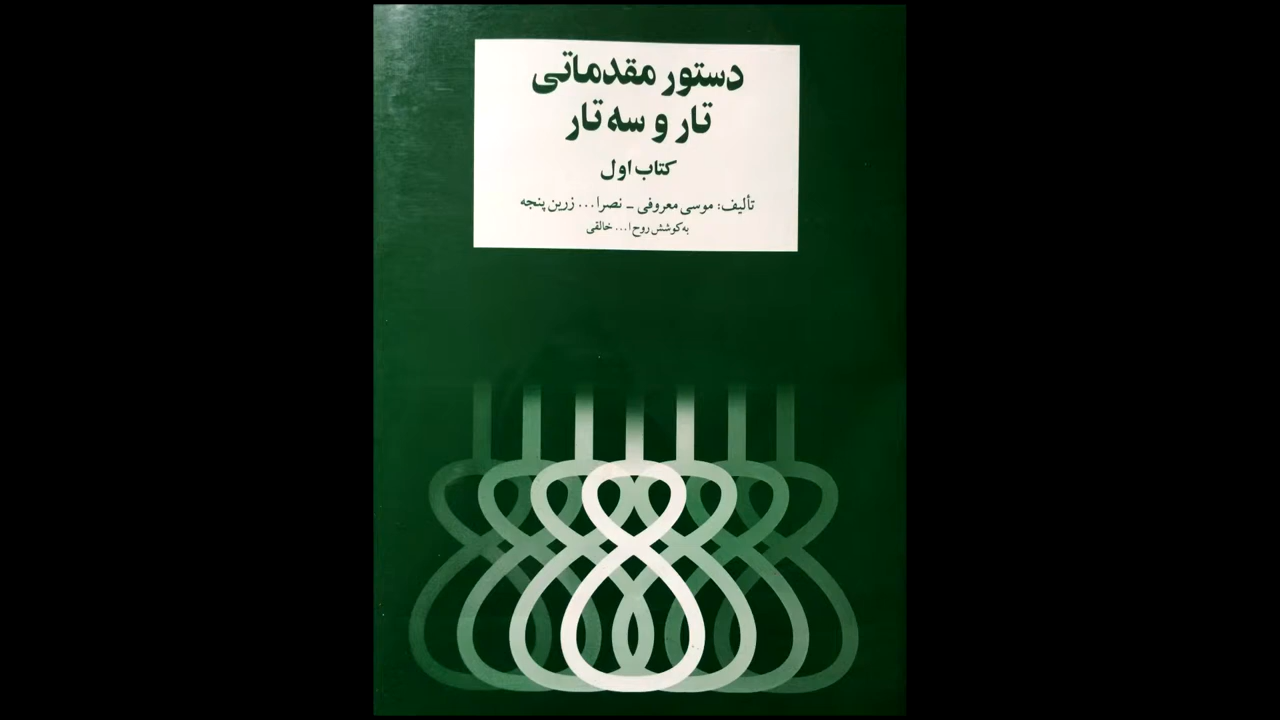 دستور مقدماتی
تار و سه تار
کتاب اول
تألیف: موسی معروفی ـ نصرا... زرین پنجه
به کوشش روح ا... خالقی